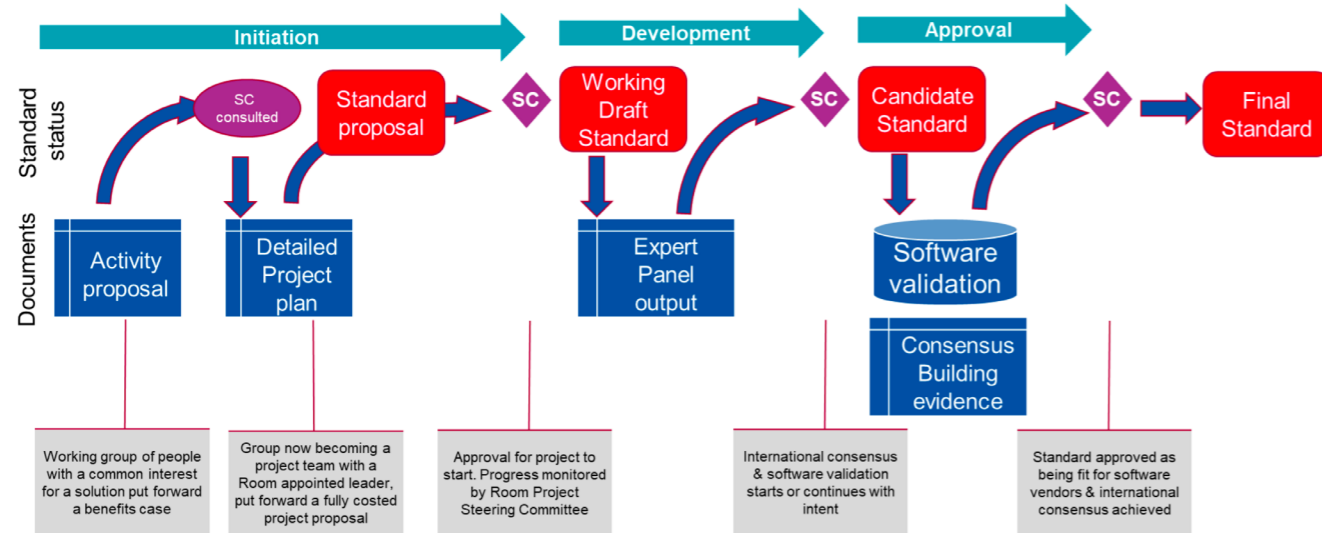 Initiation
Development
Approval
Standard
status
SC
consulted
Standard
proposal
SC
Working
Draft
Standard
SC
Candidate
Standard
SC
Final
Standard
Documents
Activity
proposal
Detailed
Project
plan
Expert
Panel
output
Software
validation
Consensus
Building
evidence
Working group of people
with a common interest
for a solution put forward
a benefits case
Group now becoming a
project team with a
Room appointed leader,
put forward a fully costed
project proposal
Approval for project to
start. Progress monitored
by Room Project
Steering Committee
International consensus
& software validation
starts or continues with
intent
Standard approved as
being fit for software
vendors & international
consensus achieved